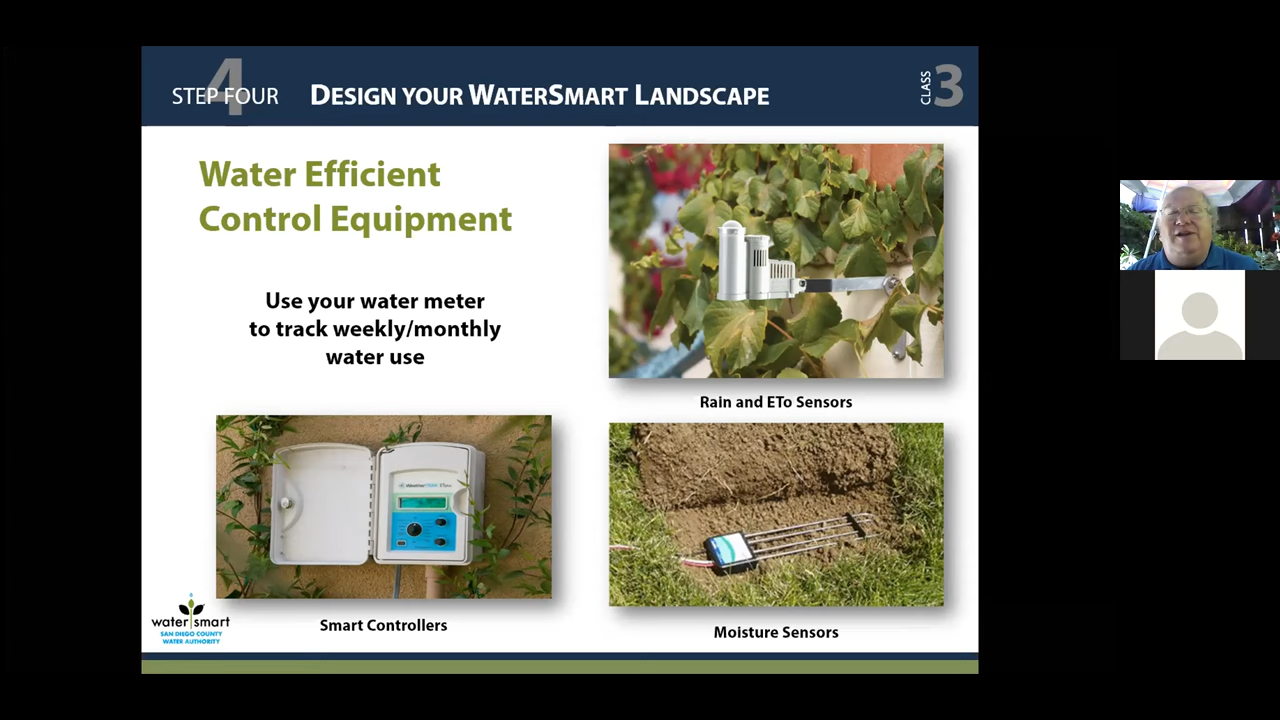 STEP FOUR
4
DESIGN YOUR WATERSMART LANDSCAPE
CLASS 3
Water Efficient
Control Equipment
Use your water meter
to track weekly/monthly
water use
Rain and ETo Sensors
Smart Controllers
Moisture Sensors
water smart
SAN DIEGO COUNTY
WATER AUTHORITY